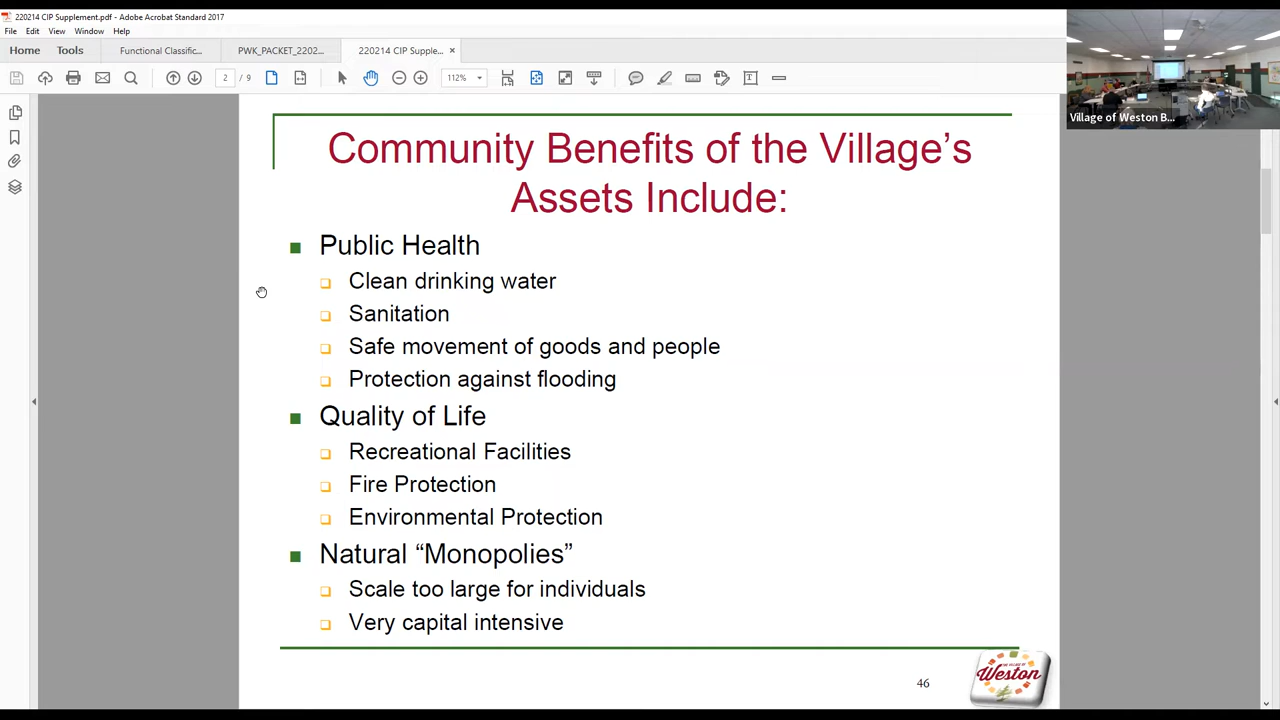 220214 CIP Supplement.pdf - Adobe Acrobat Standard 2017
File Edit View Window Help
Home Tools Functional Classific... PWK_PACKET_2202... 220214 CIP Supple... ×
2 / 9 112%
Village of Weston B...
Community Benefits of the Village’s
Assets Include:
Public Health
Clean drinking water
Sanitation
Safe movement of goods and people
Protection against flooding
Quality of Life
Recreational Facilities
Fire Protection
Environmental Protection
Natural “Monopolies”
Scale too large for individuals
Very capital intensive
46
THE VILLAGE OF
Weston